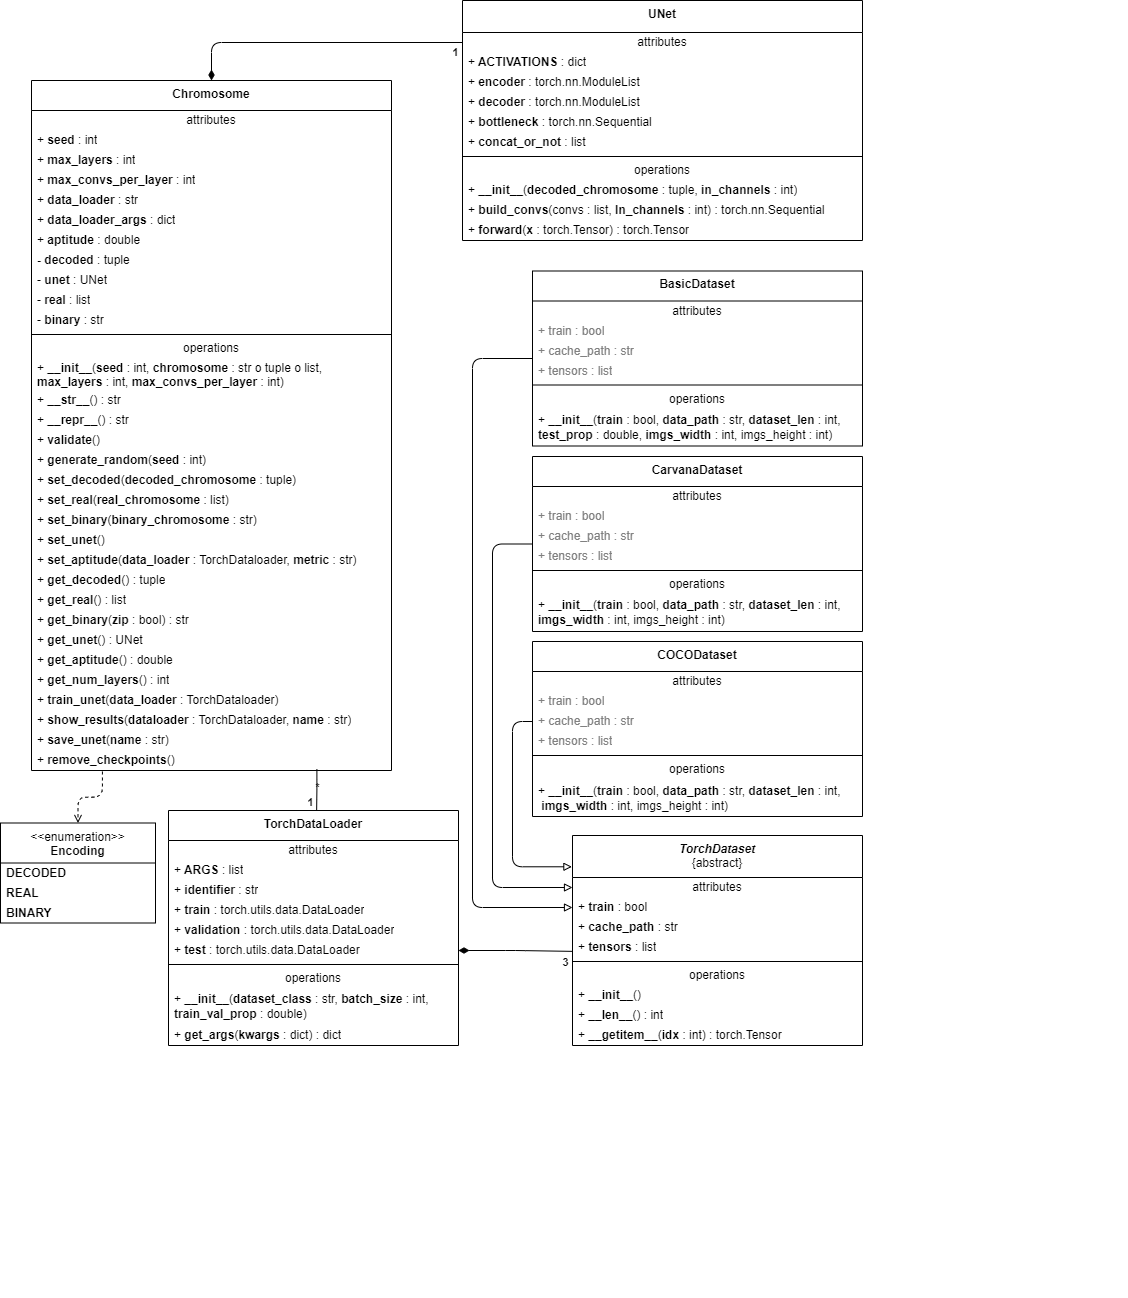 UNet
attributes
+ ACTIVATIONS : dict
+ encoder : torch.nn.ModuleList
+ decoder : torch.nn.ModuleList
+ bottleneck : torch.nn.Sequential
+ concat_or_not : list
operations
+ __init__(decoded_chromosome : tuple, in_channels : int)
+ build_convs(convs : list, In_channels : int) : torch.nn.Sequential
+ forward(x : torch.Tensor) : torch.Tensor
1
Chromosome
attributes
+ seed : int
+ max_layers : int
+ max_convs_per_layer : int
+ data_loader : str
+ data_loader_args : dict
+ aptitude : double
- decoded : tuple
- unet : UNet
- real : list
- binary : str
operations
+ __init__(seed : int, chromosome : str o tuple o list,
max_layers : int, max_convs_per_layer : int)
+ __str__() : str
+ __repr__() : str
+ validate()
+ generate_random(seed : int)
+ set_decoded(decoded_chromosome : tuple)
+ set_real(real_chromosome : list)
+ set_binary(binary_chromosome : str)
+ set_unet()
+ set_aptitude(data_loader : TorchDataloader, metric : str)
+ get_decoded() : tuple
+ get_real() : list
+ get_binary(zip : bool) : str
+ get_unet() : UNet
+ get_aptitude() : double
+ get_num_layers() : int
+ train_unet(data_loader : TorchDataloader)
+ show_results(dataloader : TorchDataloader, name : str)
+ save_unet(name : str)
+ remove_checkpoints()
BasicDataset
attributes
+ train : bool
+ cache_path : str
+ tensors : list
operations
+ __init__(train : bool, data_path : str, dataset_len : int,
test_prop : double, imgs_width : int, imgs_height : int)
CarvanaDataset
attributes
+ train : bool
+ cache_path : str
+ tensors : list
operations
+ __init__(train : bool, data_path : str, dataset_len : int,
imgs_width : int, imgs_height : int)
COCODataset
attributes
+ train : bool
+ cache_path : str
+ tensors : list
operations
+ __init__(train : bool, data_path : str, dataset_len : int,
imgs_width : int, imgs_height : int)
*
1
<<enumeration>>
Encoding
DECODED
REAL
BINARY
TorchDataLoader
attributes
+ ARGS : list
+ identifier : str
+ train : torch.utils.data.DataLoader
+ validation : torch.utils.data.DataLoader
+ test : torch.utils.data.DataLoader
operations
+ __init__(dataset_class : str, batch_size : int,
train_val_prop : double)
+ get_args(kwargs : dict) : dict
3
TorchDataset
{abstract}
attributes
+ train : bool
+ cache_path : str
+ tensors : list
operations
+ __init__()
+ __len__() : int
+ __getitem__(idx : int) : torch.Tensor